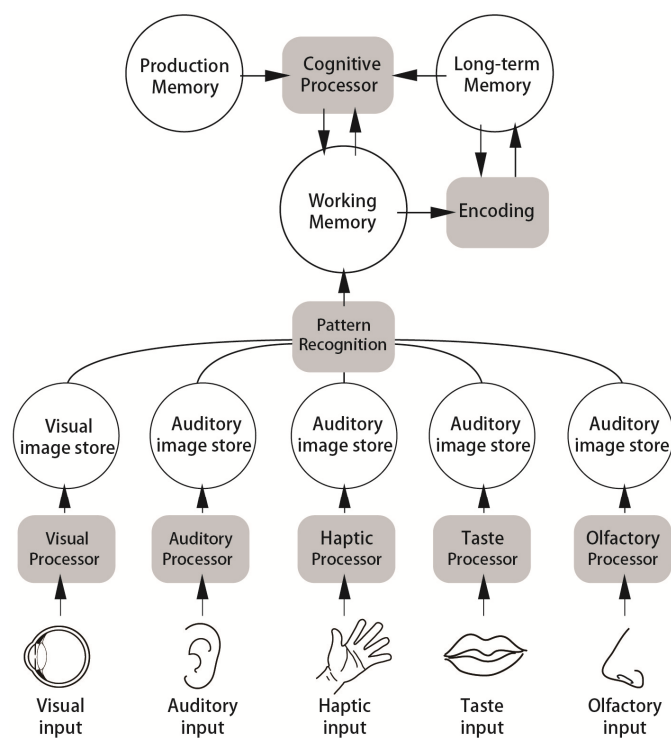 Production
Memory
Cognitive
Processor
Long-term
Memory
Working
Memory
Encoding
Pattern
Recognition
Visual
image store
Auditory
image store
Auditory
image store
Auditory
image store
Auditory
image store
Visual
Processor
Auditory
Processor
Haptic
Processor
Taste
Processor
Olfactory
Processor
Visual
input
Auditory
input
Haptic
input
Taste
input
Olfactory
input